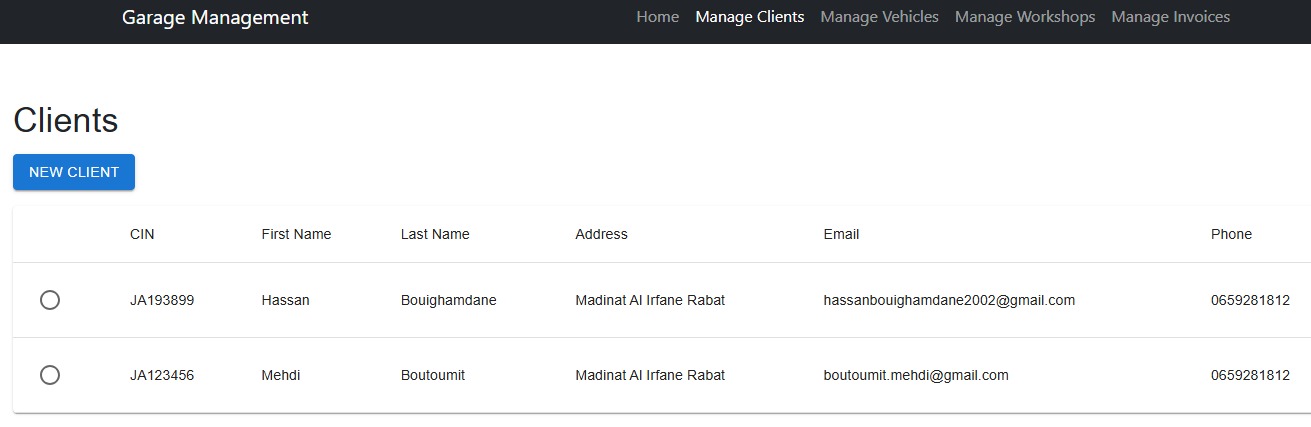 Garage Management Home Manage Clients Manage Vehicles Manage Workshops Manage Invoices
Clients
NEW CLIENT
CIN First Name Last Name Address Email Phone
JA193899 Hassan Bouighamdane Madinat Al Irfane Rabat hassanbouighamdane2002@gmail.com 0659281812
JA123456 Mehdi Boutoumit Madinat Al Irfane Rabat boutoumit.mehdi@gmail.com 0659281812